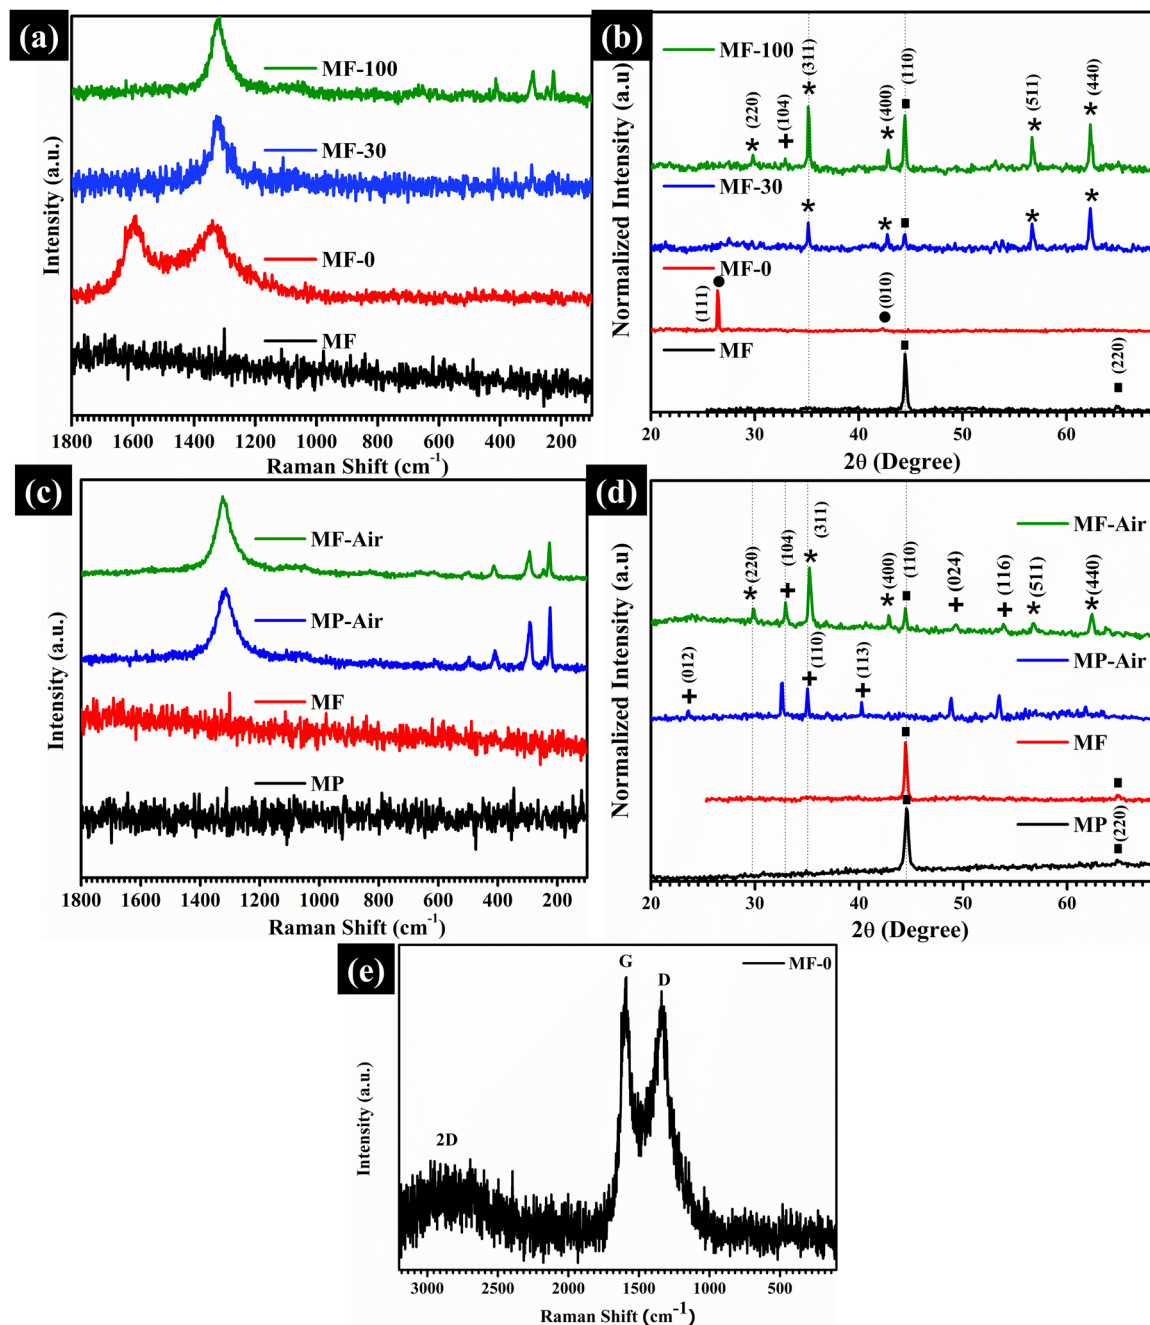 (a)
MF-100
MF-30
MF-0
MF
Intensity (a.u.)
1800 1600 1400 1200 1000 800 600 400 200
Raman Shift (cm-1)
(b)
MF-100
(220)
(104)
(311)
(400)
(110)
(511)
(440)
MF-30
MF-0
(111)
(010)
MF
(220)
Normalized Intensity (a.u)
20 30 40 50 60
2θ (Degree)
(c)
MF-Air
MP-Air
MF
MP
Intensity (a.u.)
1800 1600 1400 1200 1000 800 600 400 200
Raman Shift (cm-1)
(d)
MF-Air
(220)
(104)
(311)
(400)
(110)
(024)
(116)
(511)
(440)
MP-Air
(012)
(110)
(113)
MF
MP
(220)
Normalized Intensity (a.u)
20 30 40 50 60
2θ (Degree)
(e)
MF-0
G
D
2D
Intensity (a.u.)
3000 2500 2000 1500 1000 500
Raman Shift (cm-1)